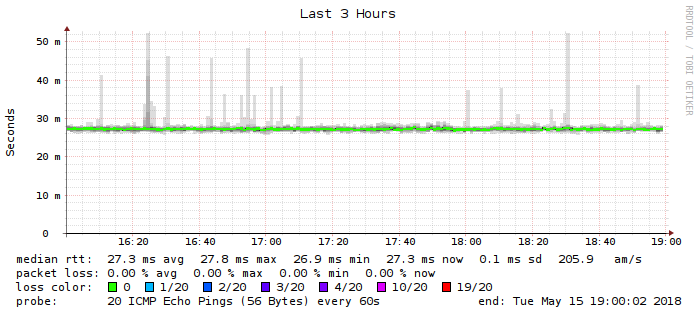 Last 3 Hours
RRDTOOL / TOBI OETIKER
Seconds
50 m
40 m
30 m
20 m
10 m
0
16:20 16:40 17:00 17:20 17:40 18:00 18:20 18:40 19:00
median rtt: 27.3 ms avg 27.8 ms max 26.9 ms min 27.3 ms now 0.1 ms sd 205.9 am/s
packet loss: 0.00 % avg 0.00 % max 0.00 % min 0.00 % now
loss color: 0 1/20 2/20 3/20 4/20 10/20 19/20
probe: 20 ICMP Echo Pings (56 Bytes) every 60s end: Tue May 15 19:00:02 2018